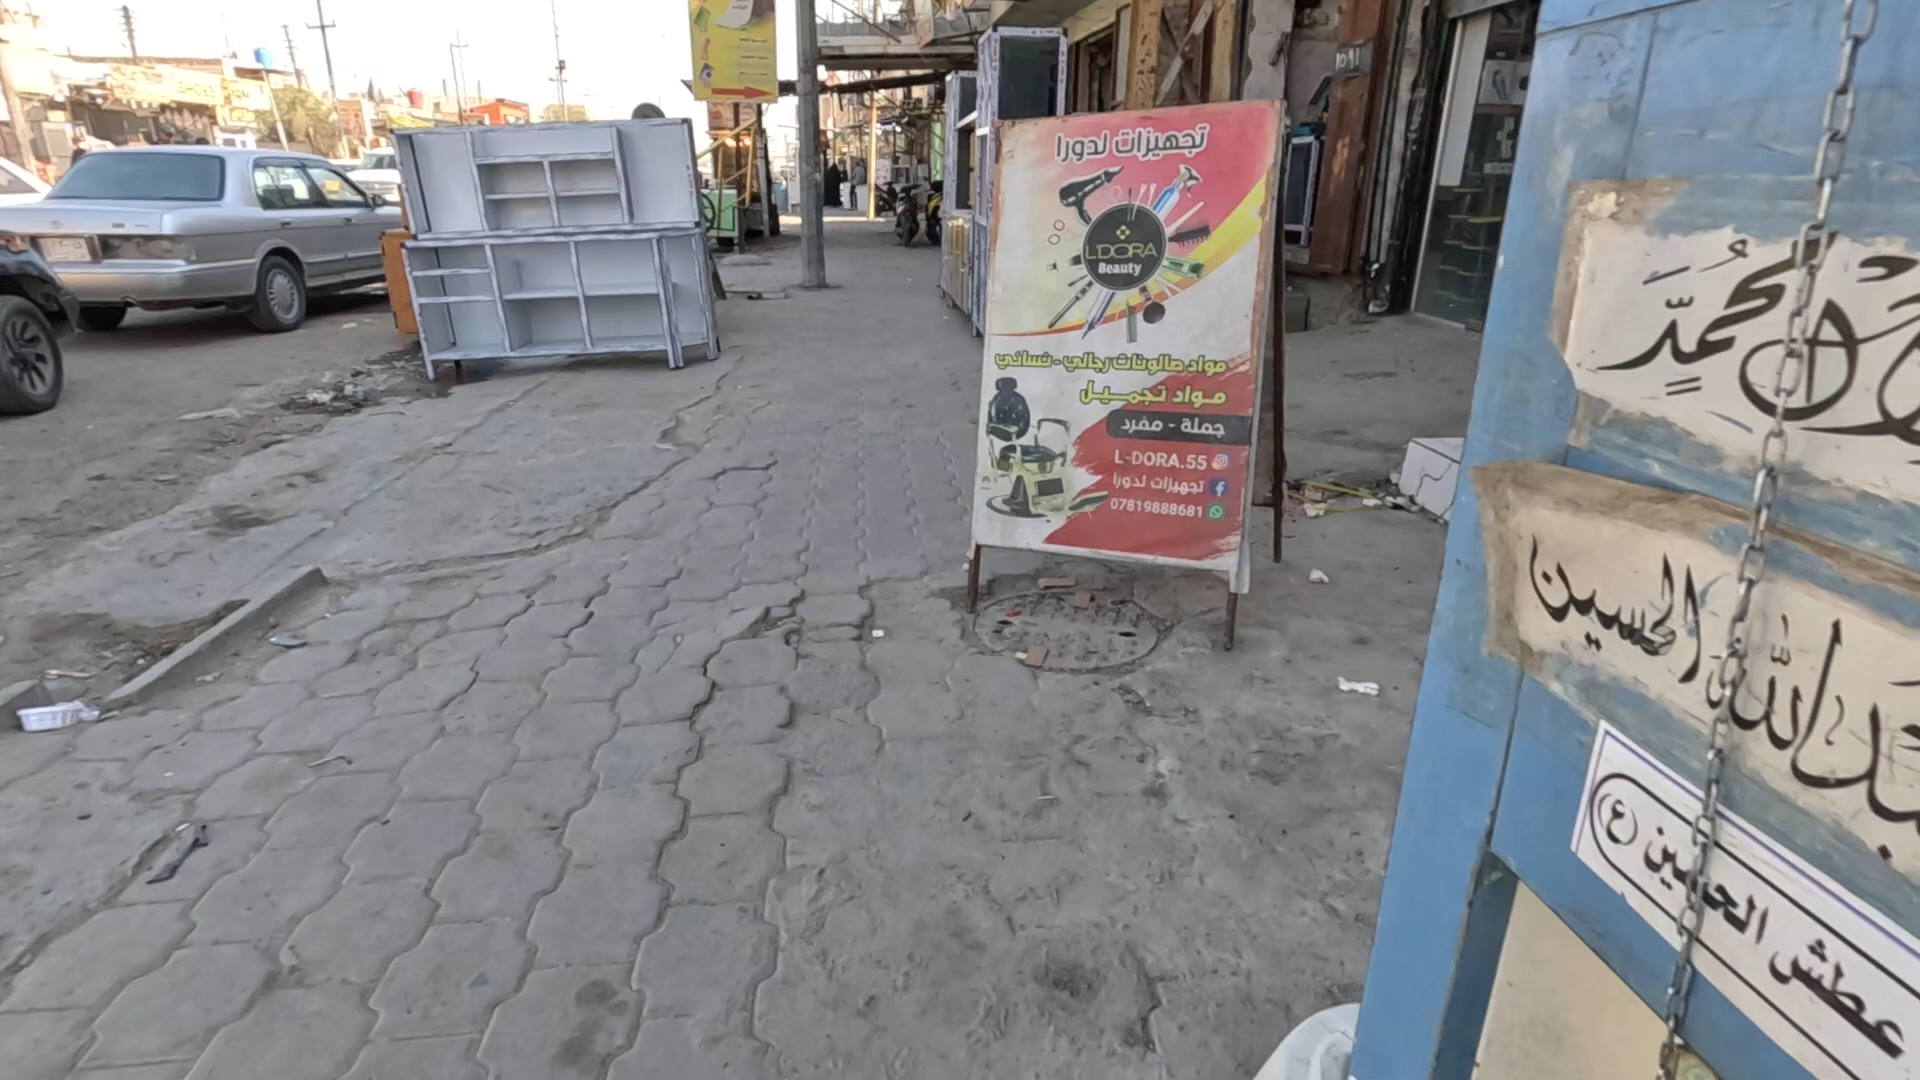 تجهيزات لدورا
L'DORA
Beauty
مواد صالونات رجالي - نسائي
مواد تجميل
جملة - مفرد
L-DORA.55
تجهيزات لدورا
07819888681
محمد
الله الحسين
عطش الحسين (ع)